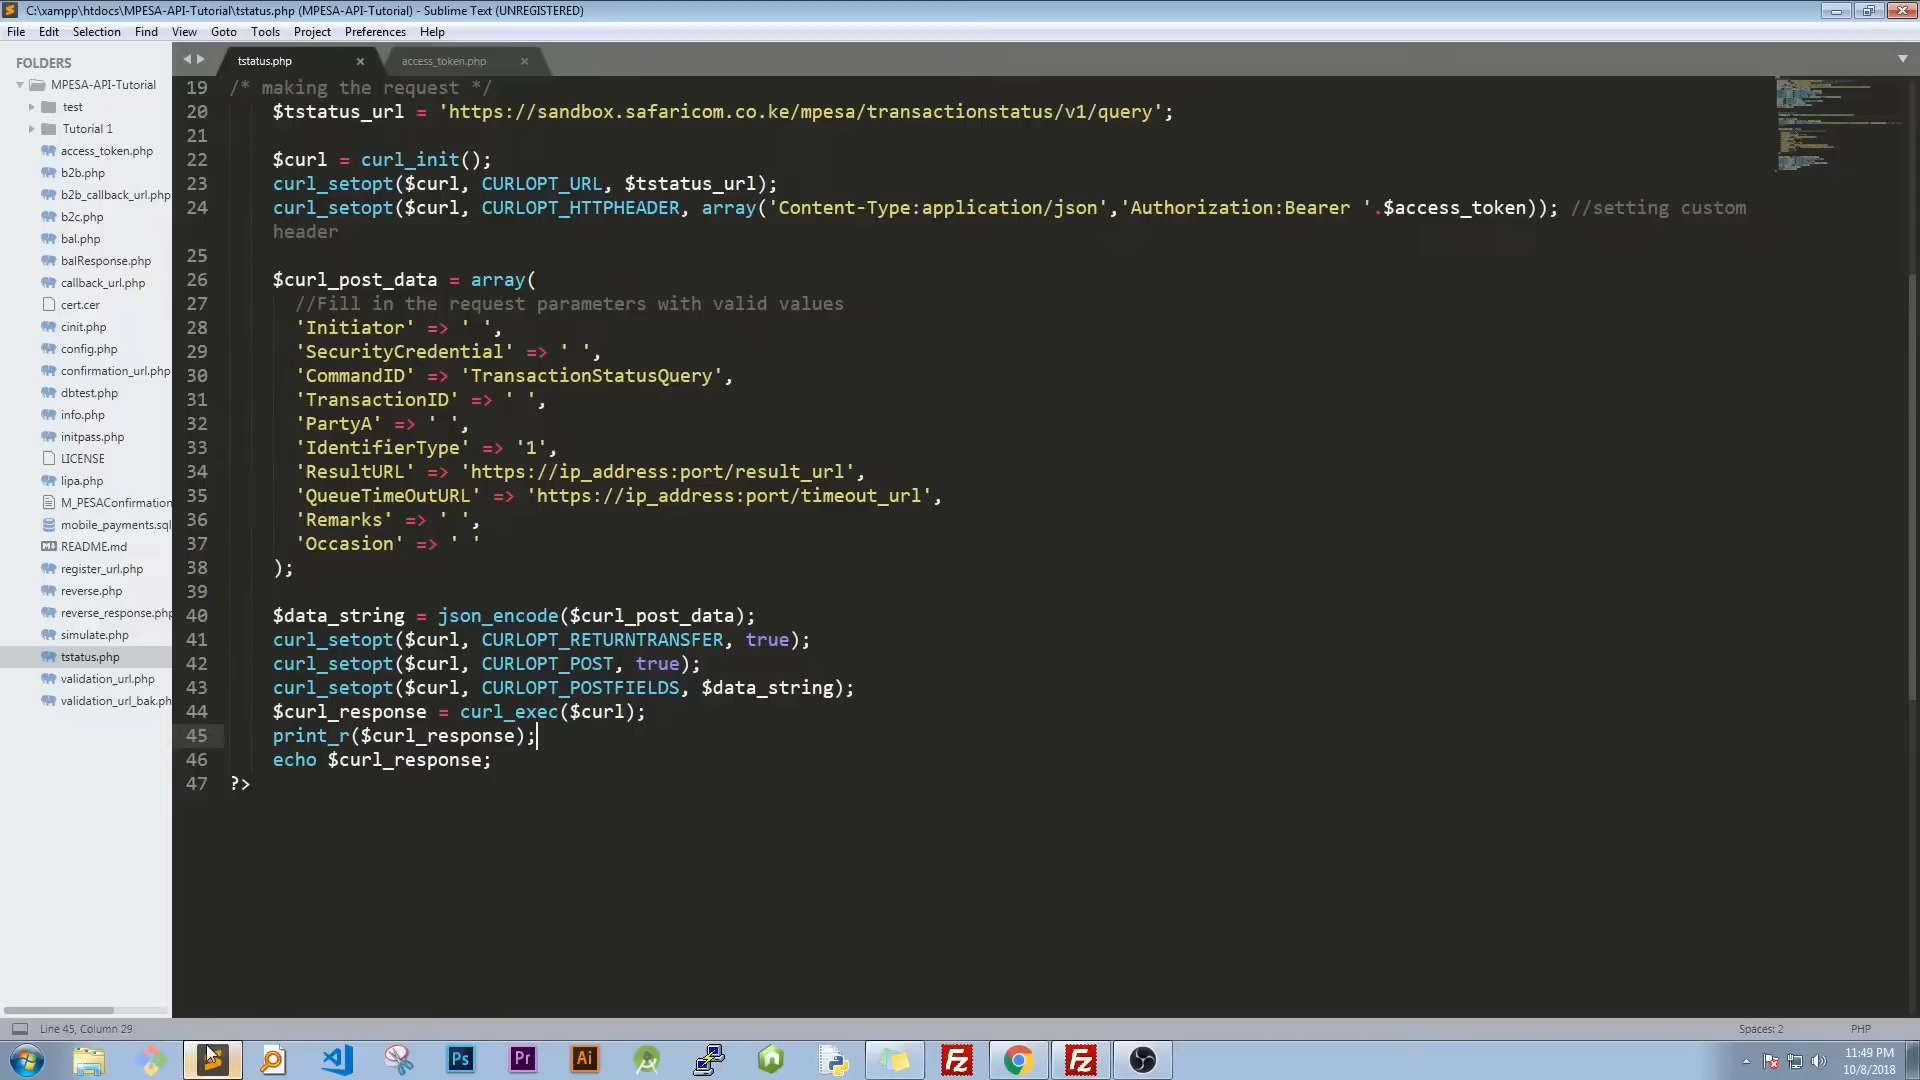 C:\xampp\htdocs\MPESA-API-Tutorial\tstatus.php (MPESA-API-Tutorial) - Sublime Text (UNREGISTERED)
File Edit Selection Find View Goto Tools Project Preferences Help
FOLDERS
MPESA-API-Tutorial
test
Tutorial 1
access_token.php
b2b.php
b2b_callback_url.php
b2c.php
bal.php
balResponse.php
callback_url.php
cert.cer
cinit.php
config.php
confirmation_url.php
dbtest.php
info.php
initpass.php
LICENSE
lipa.php
M_PESAConfirmation
mobile_payments.sql
README.md
register_url.php
reverse.php
reverse_response.php
simulate.php
tstatus.php
validation_url.php
validation_url_bak.ph
tstatus.php access_token.php
19 /* making the request */
20 $tstatus_url = 'https://sandbox.safaricom.co.ke/mpesa/transactionstatus/v1/query';
21
22 $curl = curl_init();
23 curl_setopt($curl, CURLOPT_URL, $tstatus_url);
24 curl_setopt($curl, CURLOPT_HTTPHEADER, array('Content-Type:application/json','Authorization:Bearer '.$access_token)); //setting custom
header
25
26 $curl_post_data = array(
27 //Fill in the request parameters with valid values
28 'Initiator' => ' ',
29 'SecurityCredential' => ' ',
30 'CommandID' => 'TransactionStatusQuery',
31 'TransactionID' => ' ',
32 'PartyA' => ' ',
33 'IdentifierType' => '1',
34 'ResultURL' => 'https://ip_address:port/result_url',
35 'QueueTimeOutURL' => 'https://ip_address:port/timeout_url',
36 'Remarks' => ' ',
37 'Occasion' => ' '
38 );
39
40 $data_string = json_encode($curl_post_data);
41 curl_setopt($curl, CURLOPT_RETURNTRANSFER, true);
42 curl_setopt($curl, CURLOPT_POST, true);
43 curl_setopt($curl, CURLOPT_POSTFIELDS, $data_string);
44 $curl_response = curl_exec($curl);
45 print_r($curl_response);
46 echo $curl_response;
47 ?>
Line 45, Column 29
Spaces: 2 PHP
Ps Pr Ai Fz Fz
11:49 PM
10/8/2018